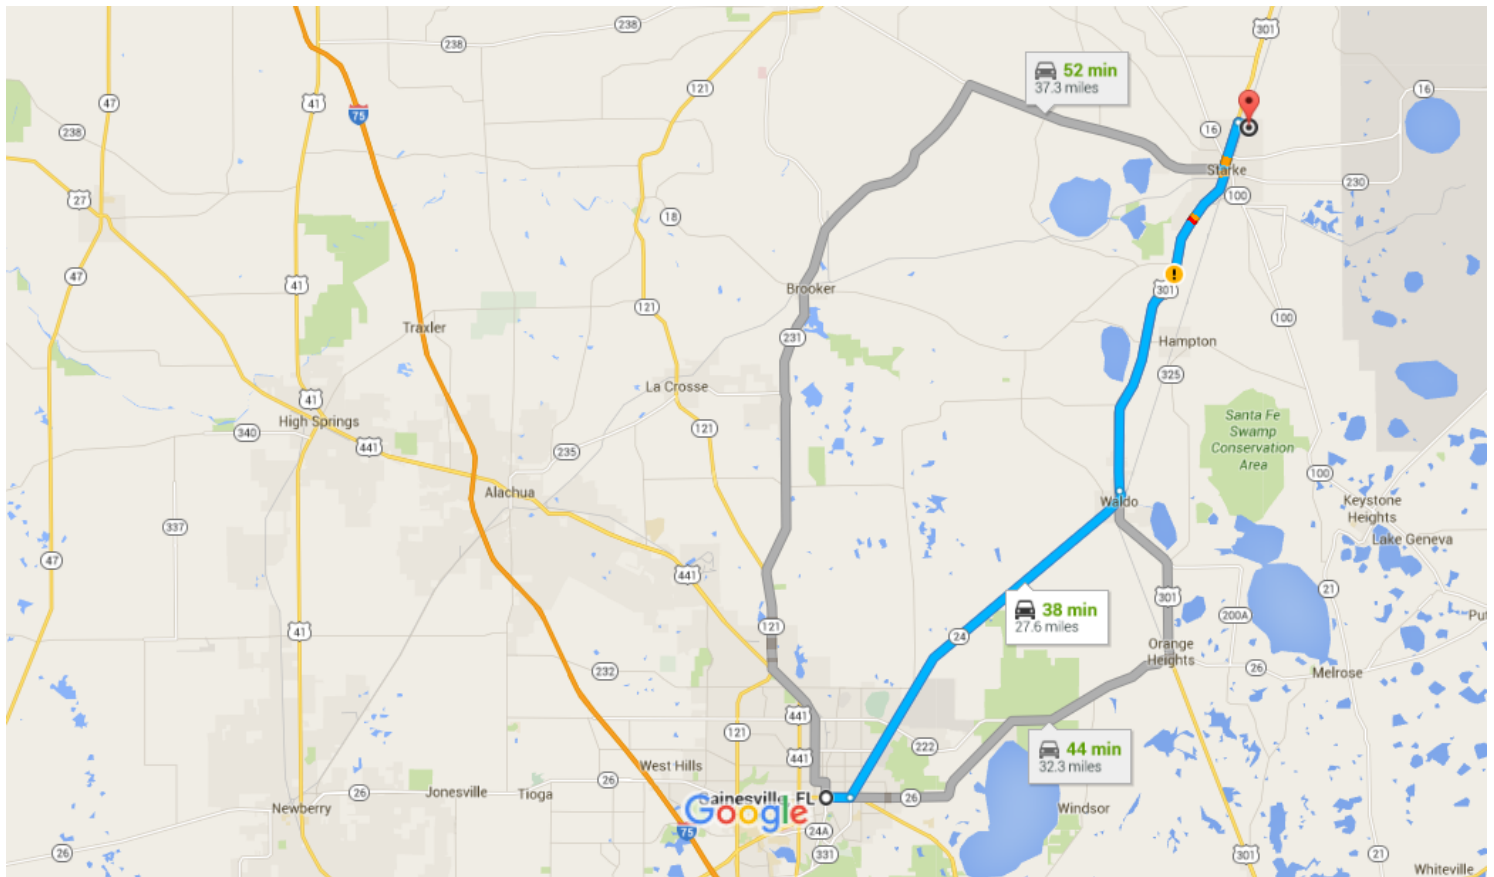 301
238
238
52 min
37.3 miles
121
47
41
75
16
16
238
Starke
230
27
100
18
41
47
301
Brooker
121
100
Traxler
231
Hampton
325
La Crosse
41
High Springs
Santa Fe
Swamp
Conservation
Area
340
441
121
235
100
Alachua
Waldo
Keystone
Heights
337
Lake Geneva
47
441
21
301
38 min
27.6 miles
200A
41
121
24
Orange
Heights
232
26
Melrose
441
121
222
44 min
32.3 miles
441
West Hills
26
26
Jonesville
Tioga
Gainesville, FL
26
Newberry
Google
Windsor
75
24A
26
331
301
21
Whiteville